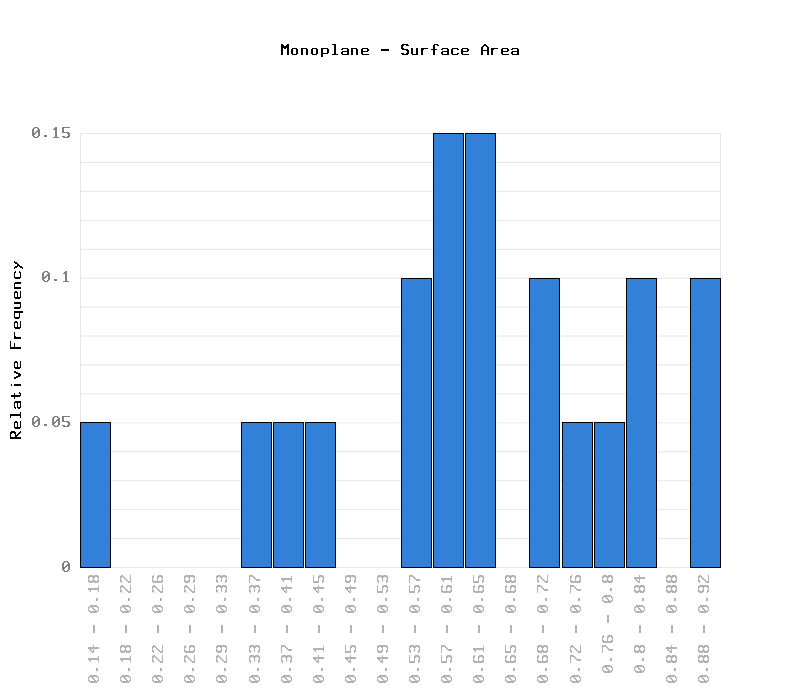 Monoplane - Surface Area
Relative Frequency
0.15
0.1
0.05
0
0.14 - 0.18
0.18 - 0.22
0.22 - 0.26
0.26 - 0.29
0.29 - 0.33
0.33 - 0.37
0.37 - 0.41
0.41 - 0.45
0.45 - 0.49
0.49 - 0.53
0.53 - 0.57
0.57 - 0.61
0.61 - 0.65
0.65 - 0.68
0.68 - 0.72
0.72 - 0.76
0.76 - 0.8
0.8 - 0.84
0.84 - 0.88
0.88 - 0.92